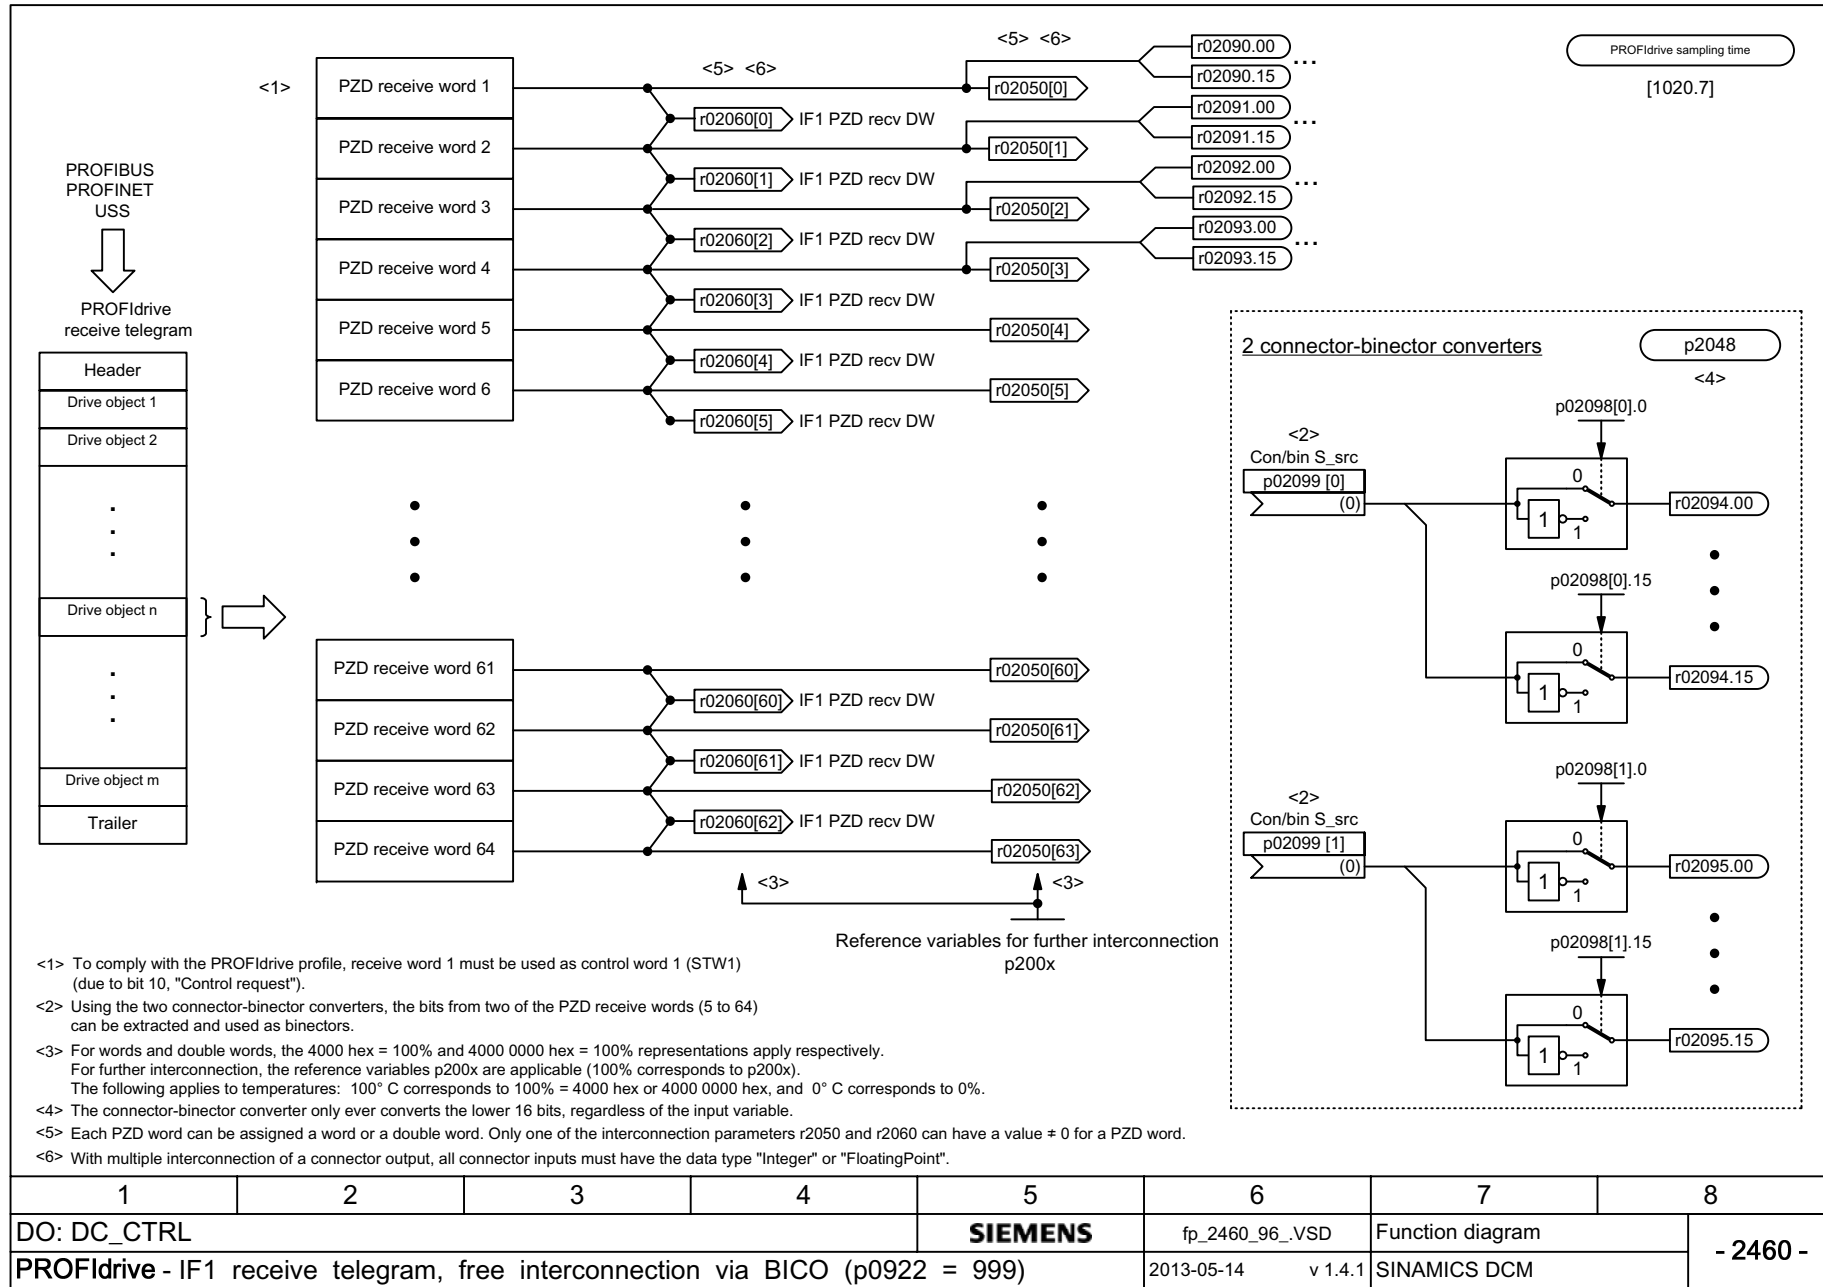 <5> <6>
r02090.00
...
r02090.15
PROFIdrive sampling time
[1020.7]
<1>
PZD receive word 1
<5> <6>
r02050[0]
r02060[0] IF1 PZD recv DW
r02091.00
...
r02091.15
PZD receive word 2
r02050[1]
r02060[1] IF1 PZD recv DW
r02092.00
...
r02092.15
PZD receive word 3
r02050[2]
r02060[2] IF1 PZD recv DW
r02093.00
...
r02093.15
PZD receive word 4
r02050[3]
r02060[3] IF1 PZD recv DW
PZD receive word 5
r02050[4]
r02060[4] IF1 PZD recv DW
PZD receive word 6
r02050[5]
r02060[5] IF1 PZD recv DW
PROFIBUS
PROFINET
USS
PROFIdrive
receive telegram
Header
Drive object 1
Drive object 2
Drive object n
Drive object m
Trailer
PZD receive word 61
r02050[60]
r02060[60] IF1 PZD recv DW
PZD receive word 62
r02050[61]
r02060[61] IF1 PZD recv DW
PZD receive word 63
r02050[62]
r02060[62] IF1 PZD recv DW
PZD receive word 64
r02050[63]
<3>
<3>
Reference variables for further interconnection
p200x
2 connector-binector converters
p2048
<4>
p02098[0].0
<2>
Con/bin S_src
p02099 [0]
(0)
0
1
1
r02094.00
p02098[0].15
0
1
1
r02094.15
p02098[1].0
<2>
Con/bin S_src
p02099 [1]
(0)
0
1
1
r02095.00
p02098[1].15
0
1
1
r02095.15
<1> To comply with the PROFIdrive profile, receive word 1 must be used as control word 1 (STW1)
(due to bit 10, "Control request").
<2> Using the two connector-binector converters, the bits from two of the PZD receive words (5 to 64)
can be extracted and used as binectors.
<3> For words and double words, the 4000 hex = 100% and 4000 0000 hex = 100% representations apply respectively.
For further interconnection, the reference variables p200x are applicable (100% corresponds to p200x).
The following applies to temperatures: 100° C corresponds to 100% = 4000 hex or 4000 0000 hex, and 0° C corresponds to 0%.
<4> The connector-binector converter only ever converts the lower 16 bits, regardless of the input variable.
<5> Each PZD word can be assigned a word or a double word. Only one of the interconnection parameters r2050 and r2060 can have a value ≠ 0 for a PZD word.
<6> With multiple interconnection of a connector output, all connector inputs must have the data type "Integer" or "FloatingPoint".
1 2 3 4 5 6 7 8
DO: DC_CTRL SIEMENS fp_2460_96_.VSD Function diagram
- 2460 -
PROFIdrive - IF1 receive telegram, free interconnection via BICO (p0922 = 999) 2013-05-14 v 1.4.1 SINAMICS DCM